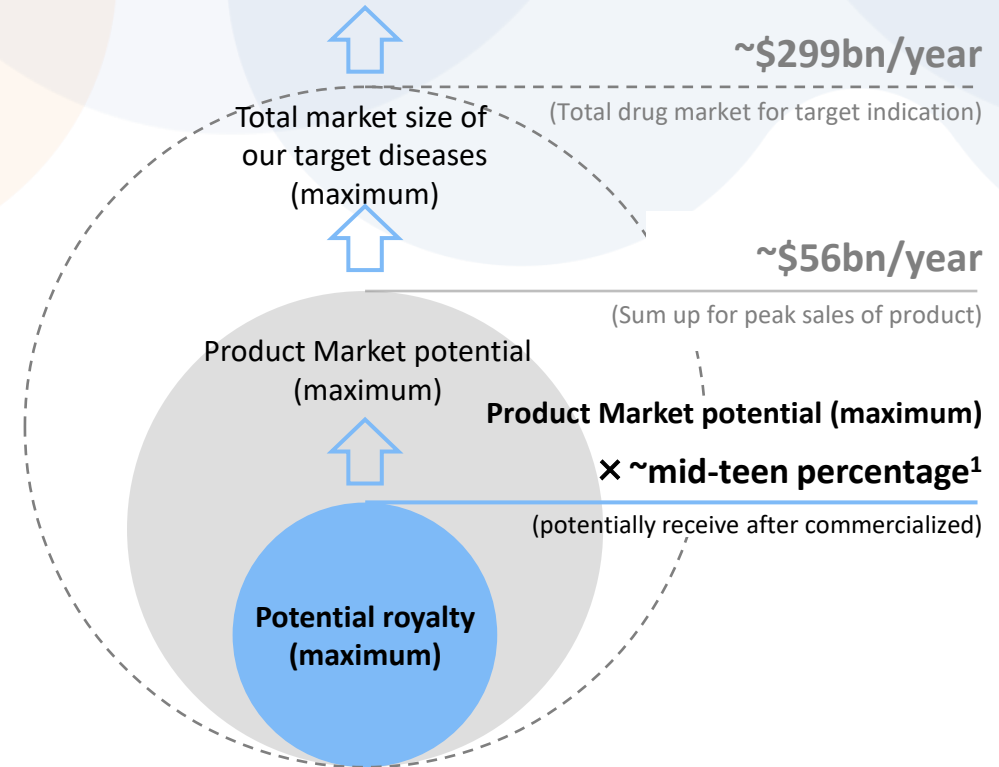 ~$299bn/year
(Total drug market for target indication)
Total market size of
our target diseases
(maximum)
~$56bn/year
(Sum up for peak sales of product)
Product Market potential
(maximum)
Product Market potential (maximum)
× ~mid-teen percentage¹
(potentially receive after commercialized)
Potential royalty
(maximum)